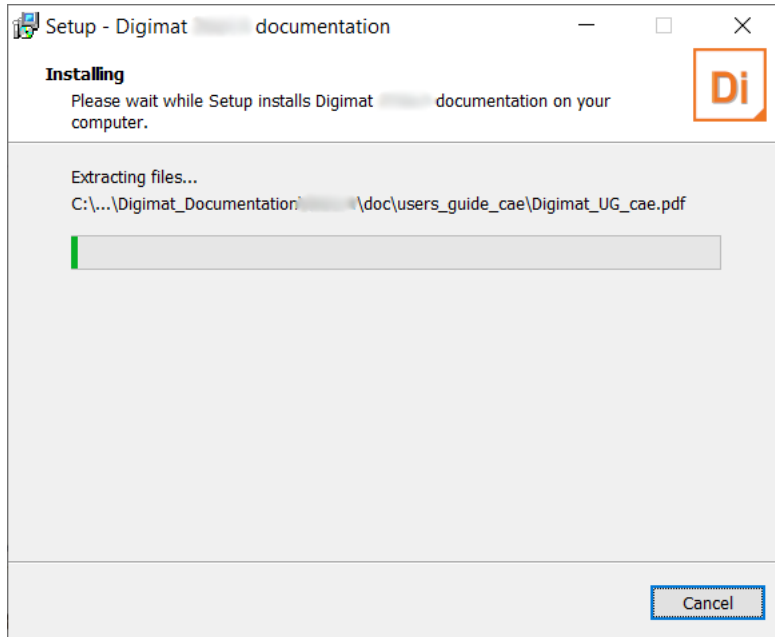 Setup - Digimat documentation
Installing
Di
Please wait while Setup installs Digimat documentation on your
computer.
Extracting files...
C:\...\Digimat_Documentation\ \doc\users_guide_cae\Digimat_UG_cae.pdf
Cancel